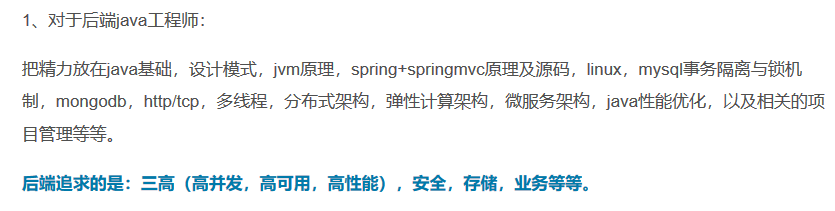 1、对于后端java工程师：
把精力放在java基础，设计模式，jvm原理，spring+springmvc原理及源码，linux，mysql事务隔离与锁机
制，mongodb，http/tcp，多线程，分布式架构，弹性计算架构，微服务架构，java性能优化，以及相关的项
目管理等等。
后端追求的是：三高（高并发，高可用，高性能），安全，存储，业务等等。